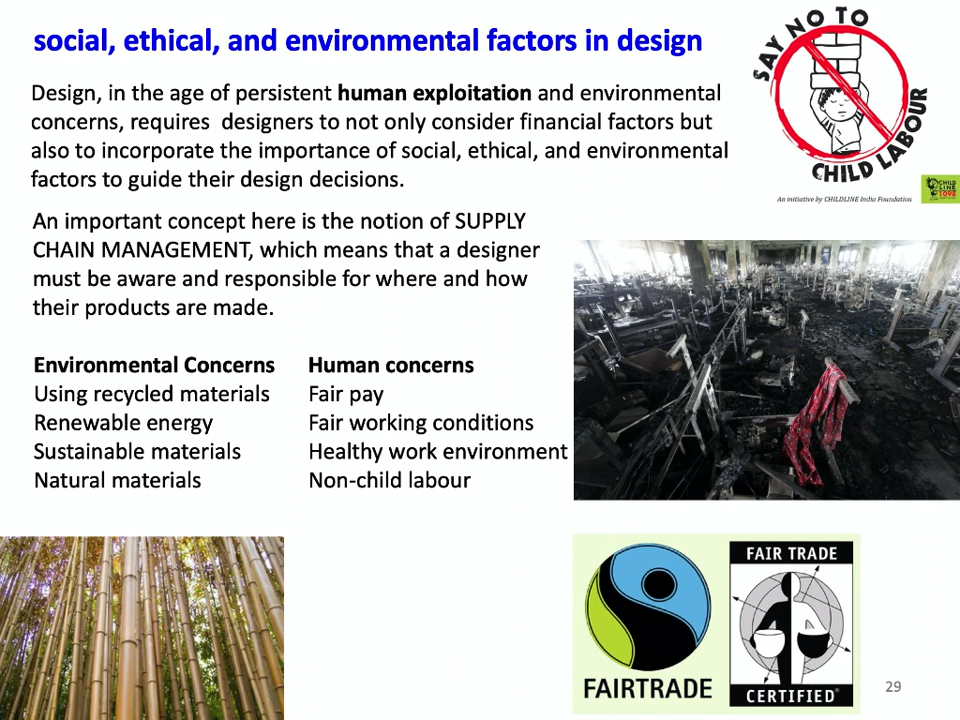 social, ethical, and environmental factors in design
SAY NO TO
CHILD LABOUR
An initiative by CHILDLINE India Foundation
CHILD
LINE
1098
Design, in the age of persistent human exploitation and environmental
concerns, requires designers to not only consider financial factors but
also to incorporate the importance of social, ethical, and environmental
factors to guide their design decisions.
An important concept here is the notion of SUPPLY
CHAIN MANAGEMENT, which means that a designer
must be aware and responsible for where and how
their products are made.
Environmental Concerns
Using recycled materials
Renewable energy
Sustainable materials
Natural materials
Human concerns
Fair pay
Fair working conditions
Healthy work environment
Non-child labour
FAIRTRADE
FAIR TRADE
CERTIFIED
29